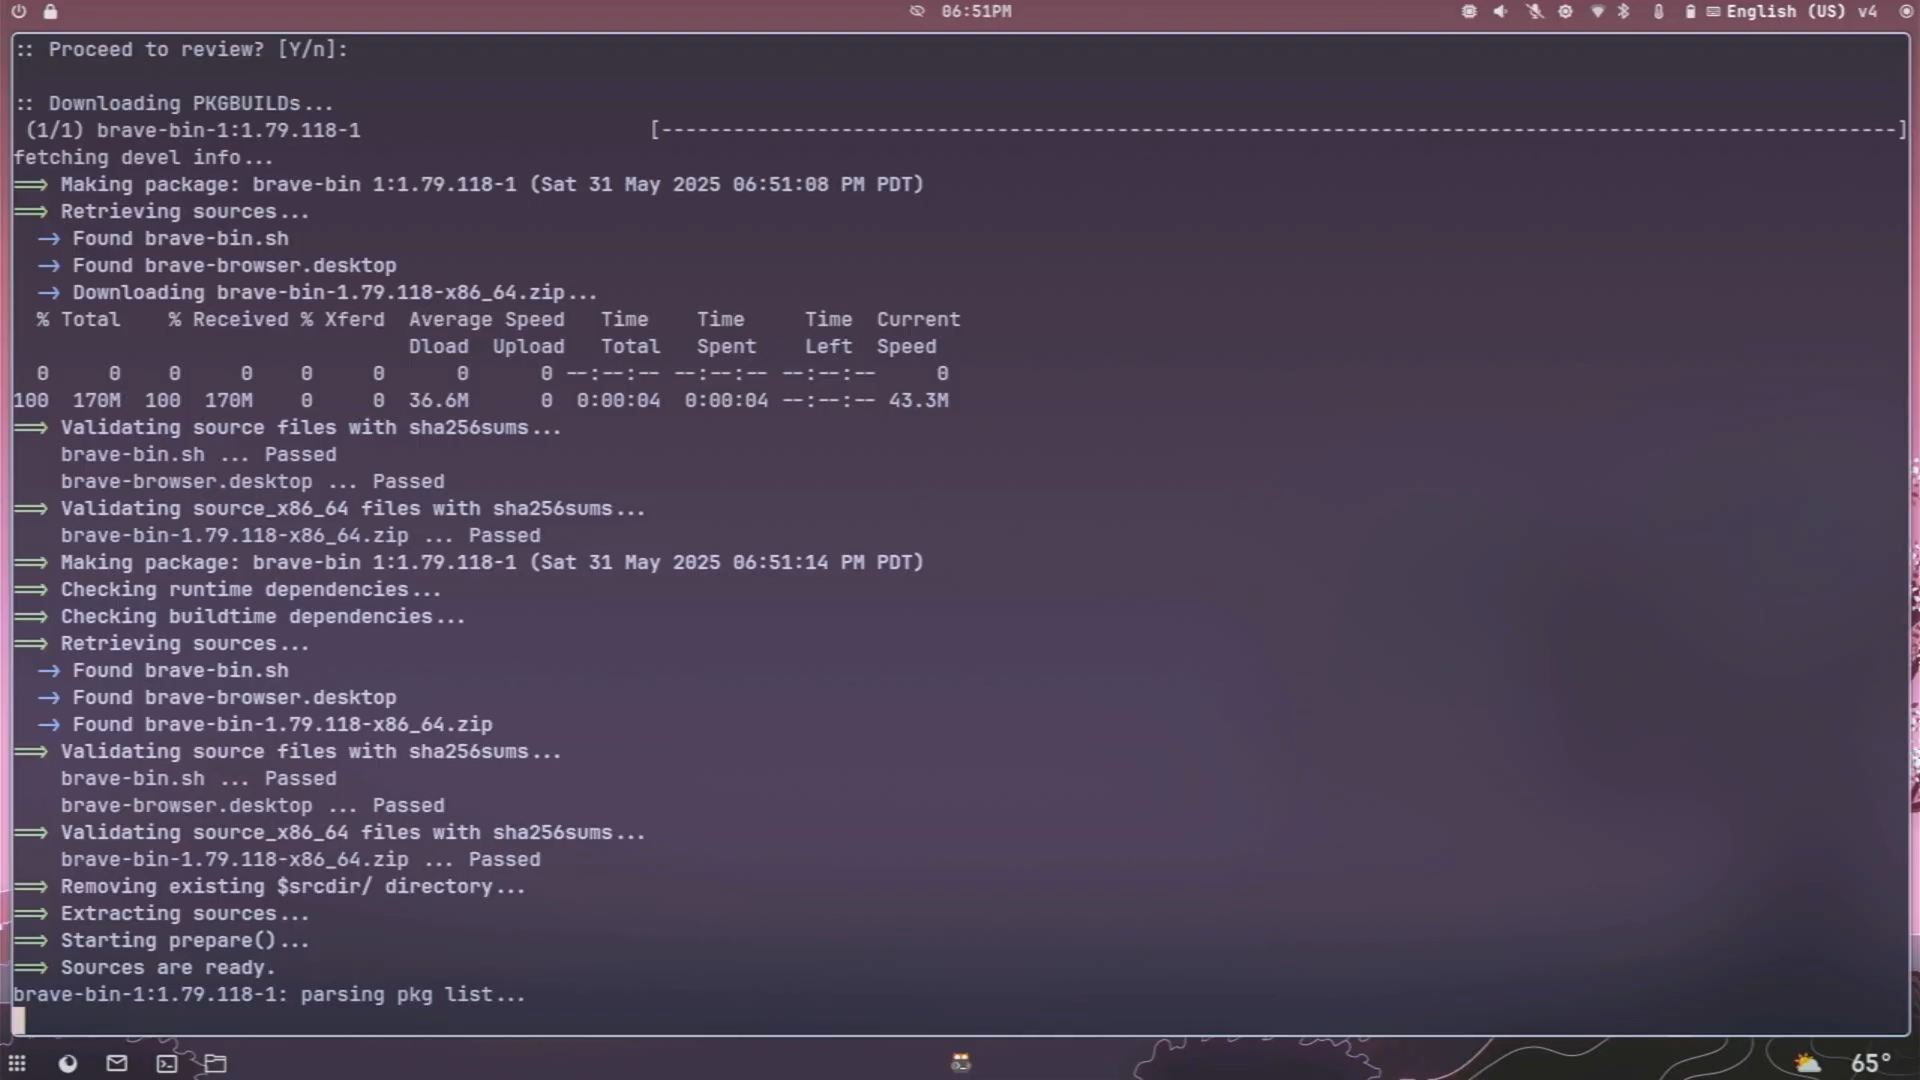 06:51PM
English (US) v4
:: Proceed to review? [Y/n]:
:: Downloading PKGBUILDs...
(1/1) brave-bin-1:1.79.118-1 [-------------------------------------------------------------------------------------------------------]
fetching devel info...
==> Making package: brave-bin 1:1.79.118-1 (Sat 31 May 2025 06:51:08 PM PDT)
==> Retrieving sources...
-> Found brave-bin.sh
-> Found brave-browser.desktop
-> Downloading brave-bin-1.79.118-x86_64.zip...
% Total % Received % Xferd Average Speed Time Time Time Current
Dload Upload Total Spent Left Speed
0 0 0 0 0 0 0 0 --:--:-- --:--:-- --:--:-- 0
100 170M 100 170M 0 0 36.6M 0 0:00:04 0:00:04 --:--:-- 43.3M
==> Validating source files with sha256sums...
brave-bin.sh ... Passed
brave-browser.desktop ... Passed
==> Validating source_x86_64 files with sha256sums...
brave-bin-1.79.118-x86_64.zip ... Passed
==> Making package: brave-bin 1:1.79.118-1 (Sat 31 May 2025 06:51:14 PM PDT)
==> Checking runtime dependencies...
==> Checking buildtime dependencies...
==> Retrieving sources...
-> Found brave-bin.sh
-> Found brave-browser.desktop
-> Found brave-bin-1.79.118-x86_64.zip
==> Validating source files with sha256sums...
brave-bin.sh ... Passed
brave-browser.desktop ... Passed
==> Validating source_x86_64 files with sha256sums...
brave-bin-1.79.118-x86_64.zip ... Passed
==> Removing existing $srcdir/ directory...
==> Extracting sources...
==> Starting prepare()...
==> Sources are ready.
brave-bin-1:1.79.118-1: parsing pkg list...
65°